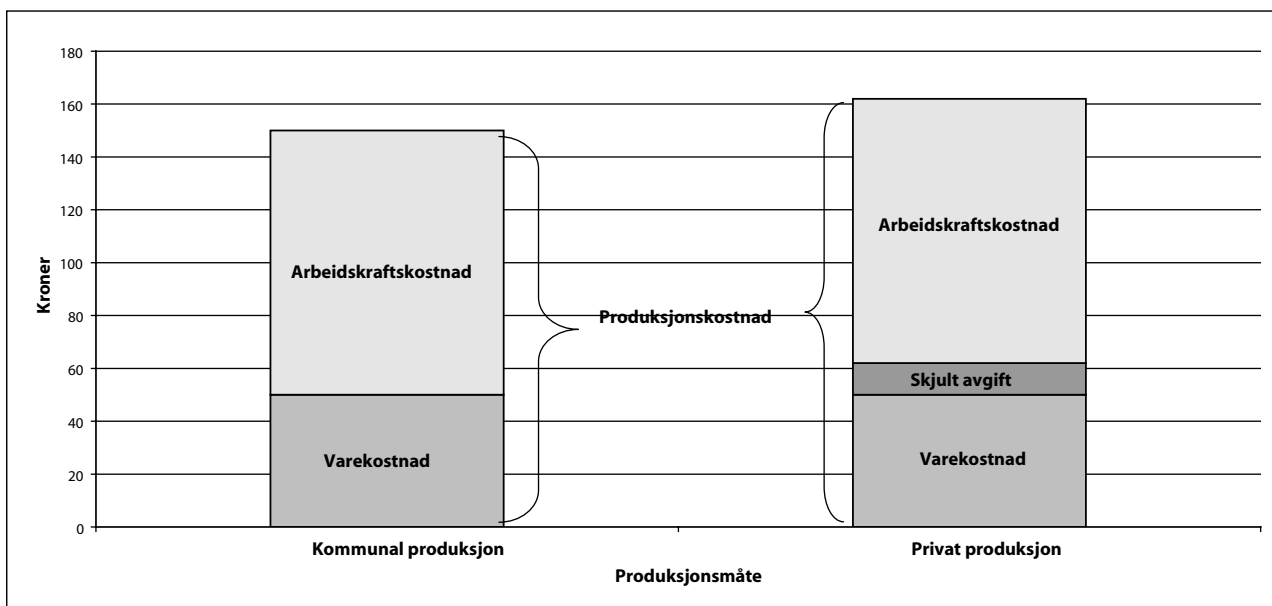 180
160
140
120
100
80
60
40
20
0
Kroner
Arbeidskraftskostnad
Varekostnad
Produksjonskostnad
Arbeidskraftskostnad
Skjult avgift
Varekostnad
Kommunal produksjon
Privat produksjon
Produksjonsmåte